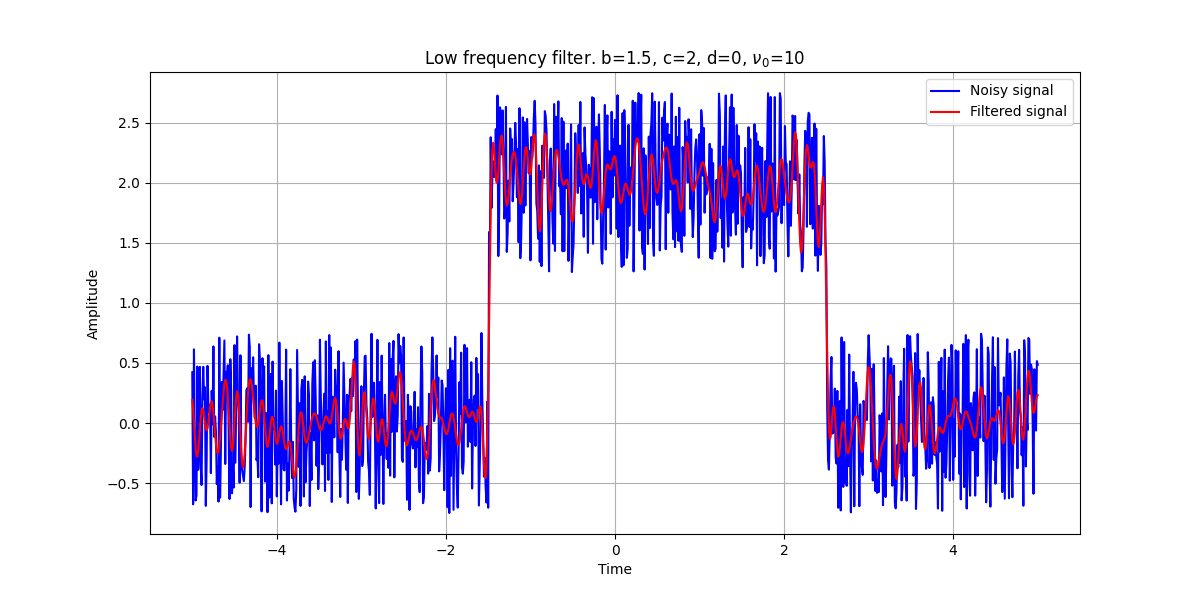 Low frequency filter. b=1.5, c=2, d=0, ν₀=10
Noisy signal
Filtered signal
Amplitude
2.5
2.0
1.5
1.0
0.5
0.0
−0.5
−4
−2
0
2
4
Time